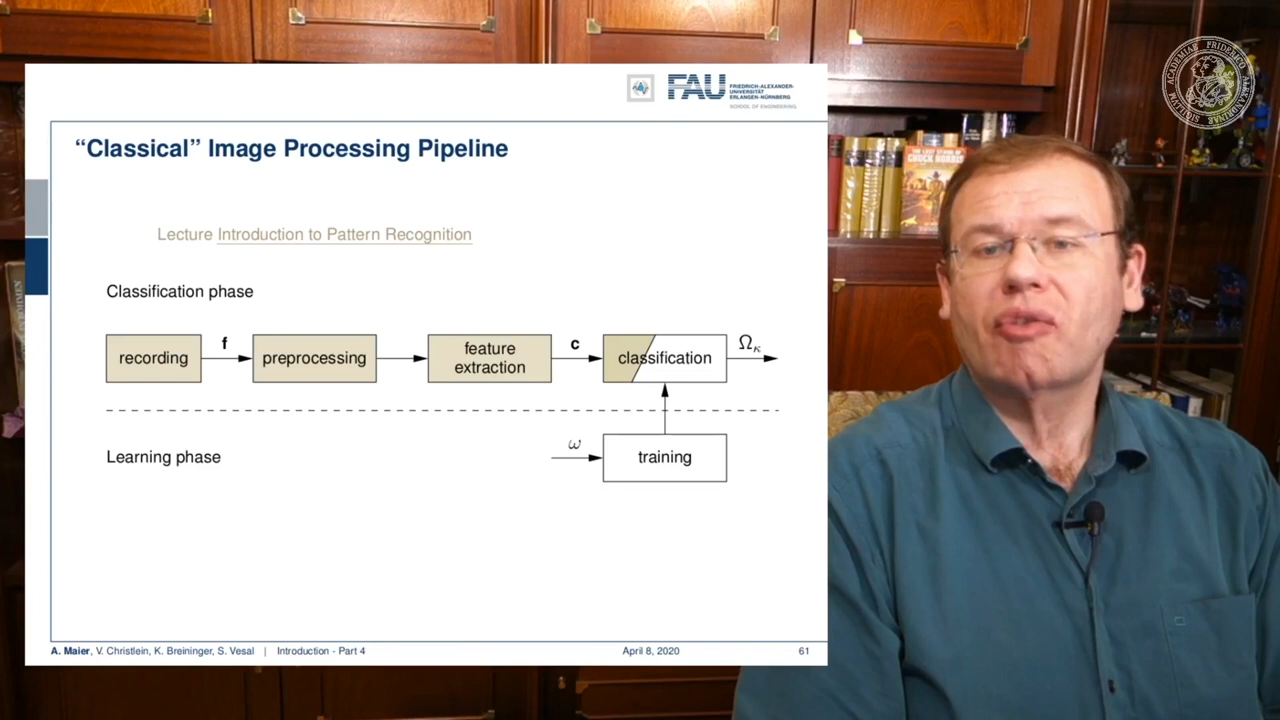 FAU
FRIEDRICH-ALEXANDER-
UNIVERSITÄT
ERLANGEN-NÜRNBERG
SCHOOL OF ENGINEERING
“Classical” Image Processing Pipeline
Lecture Introduction to Pattern Recognition
Classification phase
recording
f
preprocessing
feature
extraction
c
classification
Ωκ
Learning phase
ω
training
A. Maier, V. Christlein, K. Breininger, S. Vesal | Introduction - Part 4
April 8, 2020
61
CHUCK NORRIS